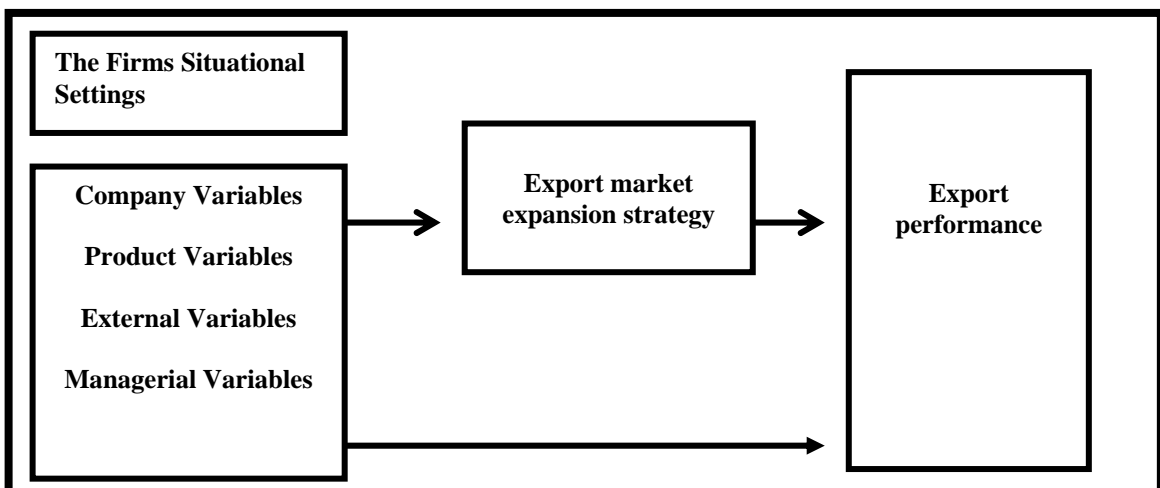 The Firms Situational
Settings
Company Variables
Product Variables
External Variables
Managerial Variables
Export market
expansion strategy
Export
performance